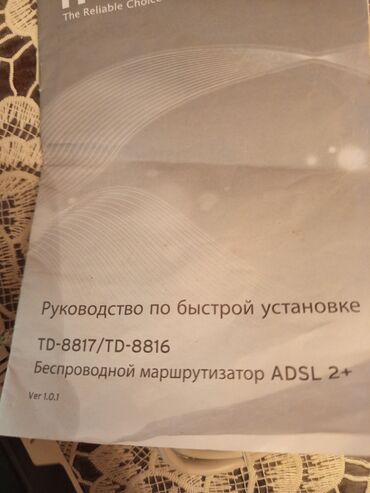 The Reliable Choice
Руководство по быстрой установке
TD-8817/TD-8816
Беспроводной маршрутизатор ADSL 2+
Ver 1.0.1